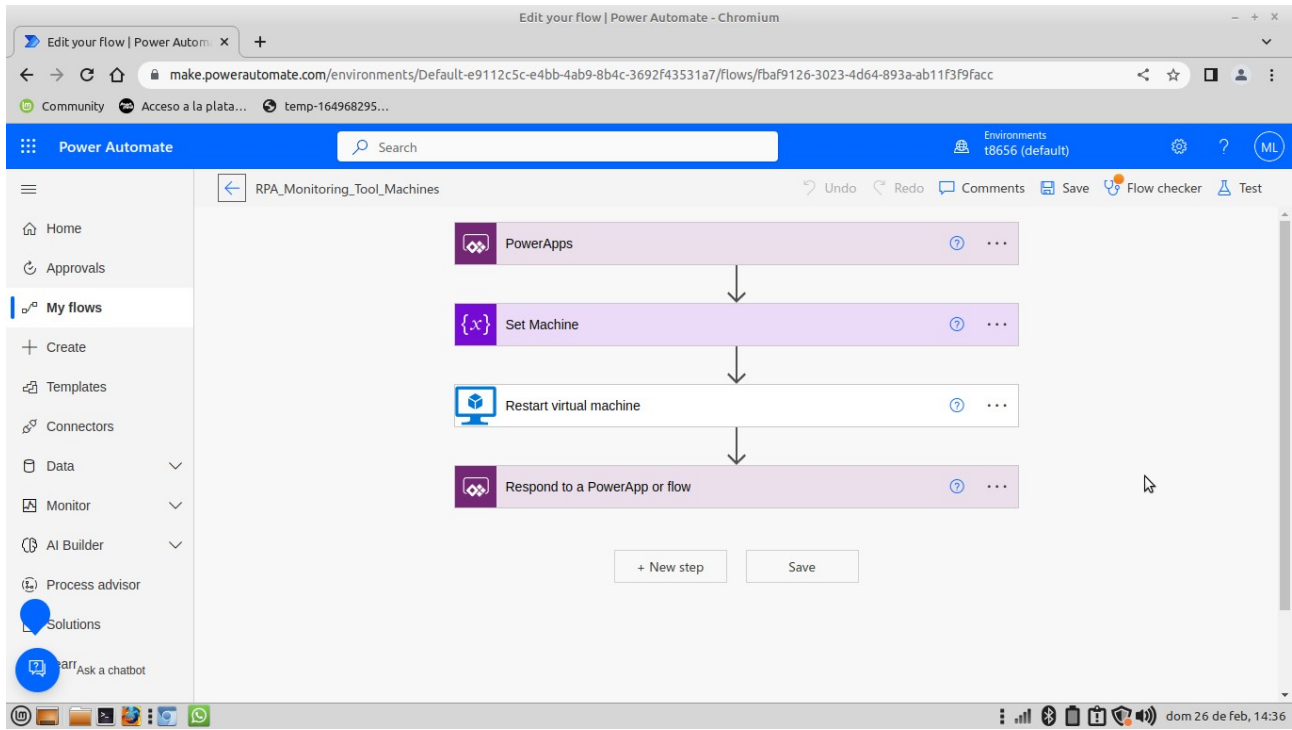 Edit your flow | Power Automate - Chromium
Edit your flow | Power Autom
make.powerautomate.com/environments/Default-e9112c5c-e4bb-4ab9-8b4c-3692f43531a7/flows/fbaf9126-3023-4d64-893a-ab11f3f9facc
Community Acceso a la plata... temp-164968295...
Power Automate Search Environments t8656 (default) ? ML
RPA_Monitoring_Tool_Machines Undo Redo Comments Save Flow checker Test
Home
Approvals
My flows
Create
Templates
Connectors
Data
Monitor
AI Builder
Process advisor
Solutions
Ask a chatbot
PowerApps
{x} Set Machine
Restart virtual machine
Respond to a PowerApp or flow
+ New step Save
dom 26 de feb, 14:36